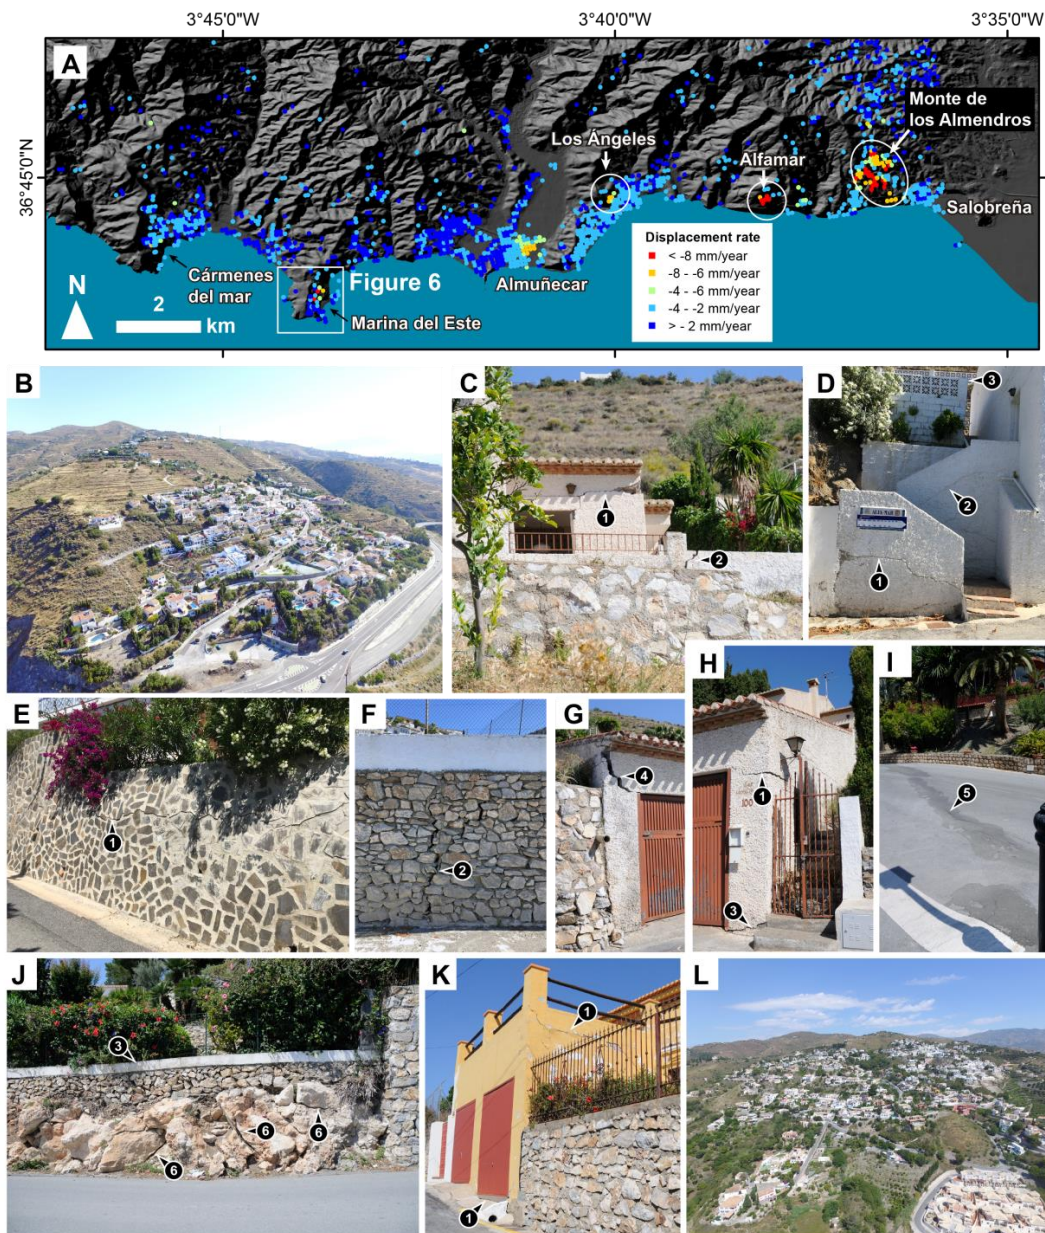 3°45'0"W
3°40'0"W
3°35'0"W
A
36°45'0"N
Los Ángeles
Alfamar
Monte de
los Almendros
Salobreña
Cármenes
del mar
Figure 6
Almuñecar
Marina del Este
N
2
km
Displacement rate
< -8 mm/year
-8 - -6 mm/year
-4 - -6 mm/year
-4 - -2 mm/year
> - 2 mm/year
B
C
1
2
D
3
2
ALFA MAR
1
E
1
F
2
G
4
H
1
100
3
I
5
J
3
6
6
6
K
1
1
L